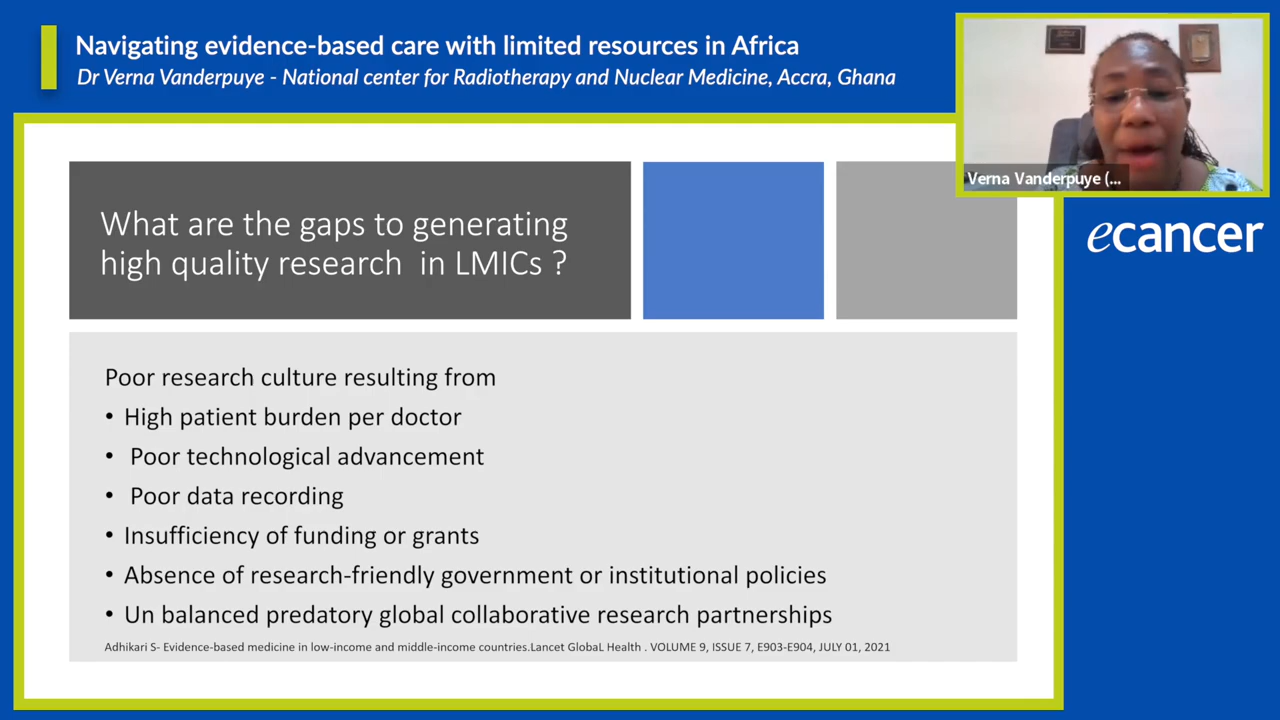 Navigating evidence-based care with limited resources in Africa
Dr Verna Vanderpuye - National center for Radiotherapy and Nuclear Medicine, Accra, Ghana
Verna Vanderpuye (...
ecancer
What are the gaps to generating
high quality research in LMICs ?
Poor research culture resulting from
• High patient burden per doctor
• Poor technological advancement
• Poor data recording
• Insufficiency of funding or grants
• Absence of research-friendly government or institutional policies
• Un balanced predatory global collaborative research partnerships
Adhikari S- Evidence-based medicine in low-income and middle-income countries.Lancet GlobaL Health . VOLUME 9, ISSUE 7, E903-E904, JULY 01, 2021